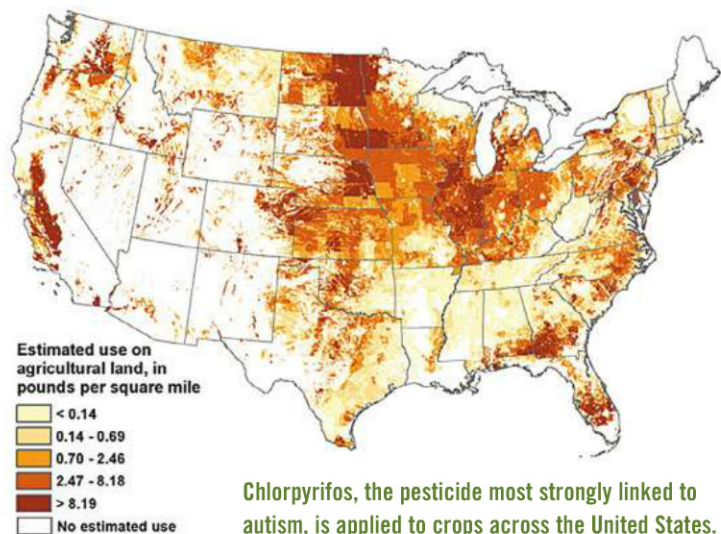 Estimated use on
agricultural land, in
pounds per square mile
< 0.14
0.14 - 0.69
0.70 - 2.46
2.47 - 8.18
> 8.19
No estimated use
Chlorpyrifos, the pesticide most strongly linked to
autism, is applied to crops across the United States.